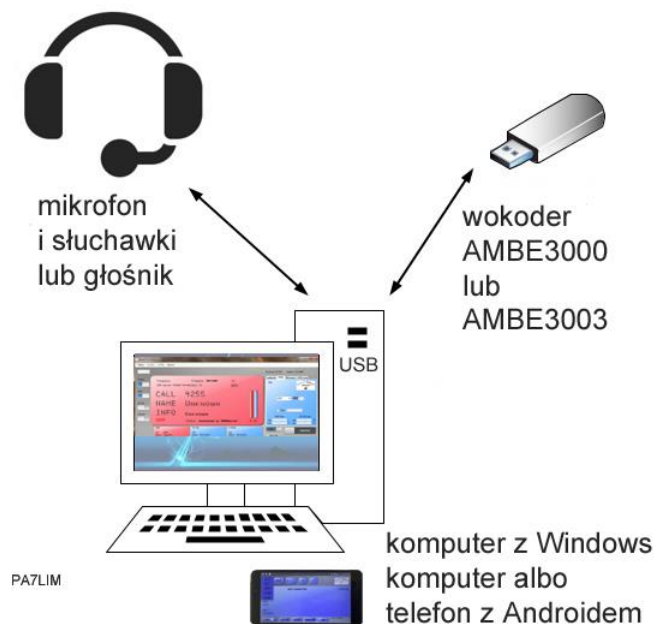 mikrofon
i słuchawki
lub głośnik
wokoder
AMBE3000
lub
AMBE3003
USB
CALL 4255
NAME
INFO
PA7LIM
komputer z Windows
komputer albo
telefon z Androidem